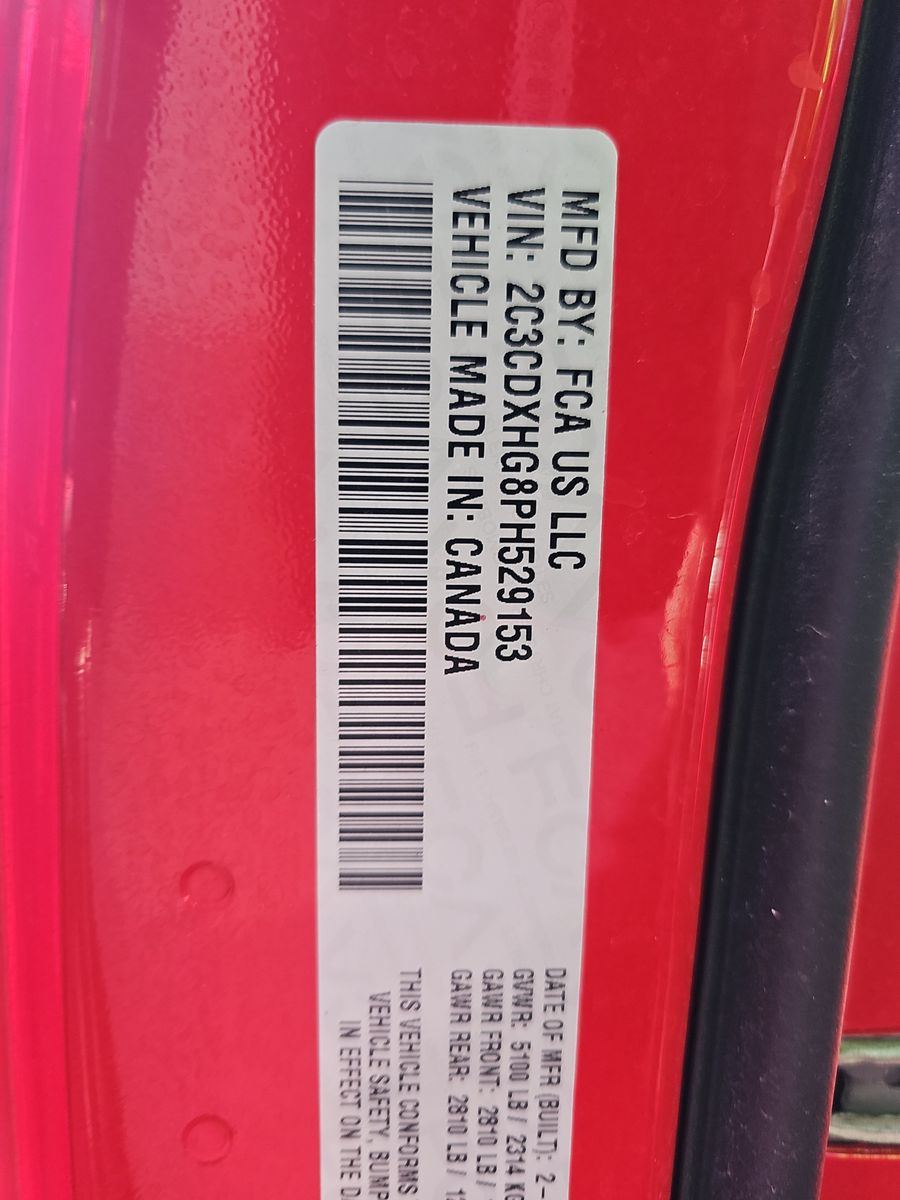 MFD BY: FCA US LLC
VIN: 2C3CDXHG8PH529153
VEHICLE MADE IN: CANADA
DATE OF MFR (BUILT): 2-
GVWR: 5100 LB / 2314 KG
GAWR FRONT: 2810 LB /
GAWR REAR: 2810 LB /
THIS VEHICLE CONFORMS
VEHICLE SAFETY, BUMP
IN EFFECT ON THE D